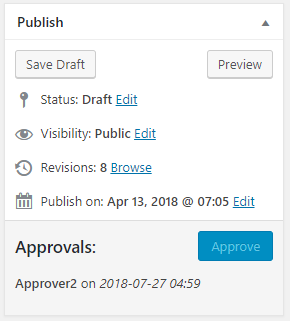 Publish
Save Draft Preview
Status: Draft Edit
Visibility: Public Edit
Revisions: 8 Browse
Publish on: Apr 13, 2018 @ 07:05 Edit
Approvals: Approve
Approver2 on 2018-07-27 04:59